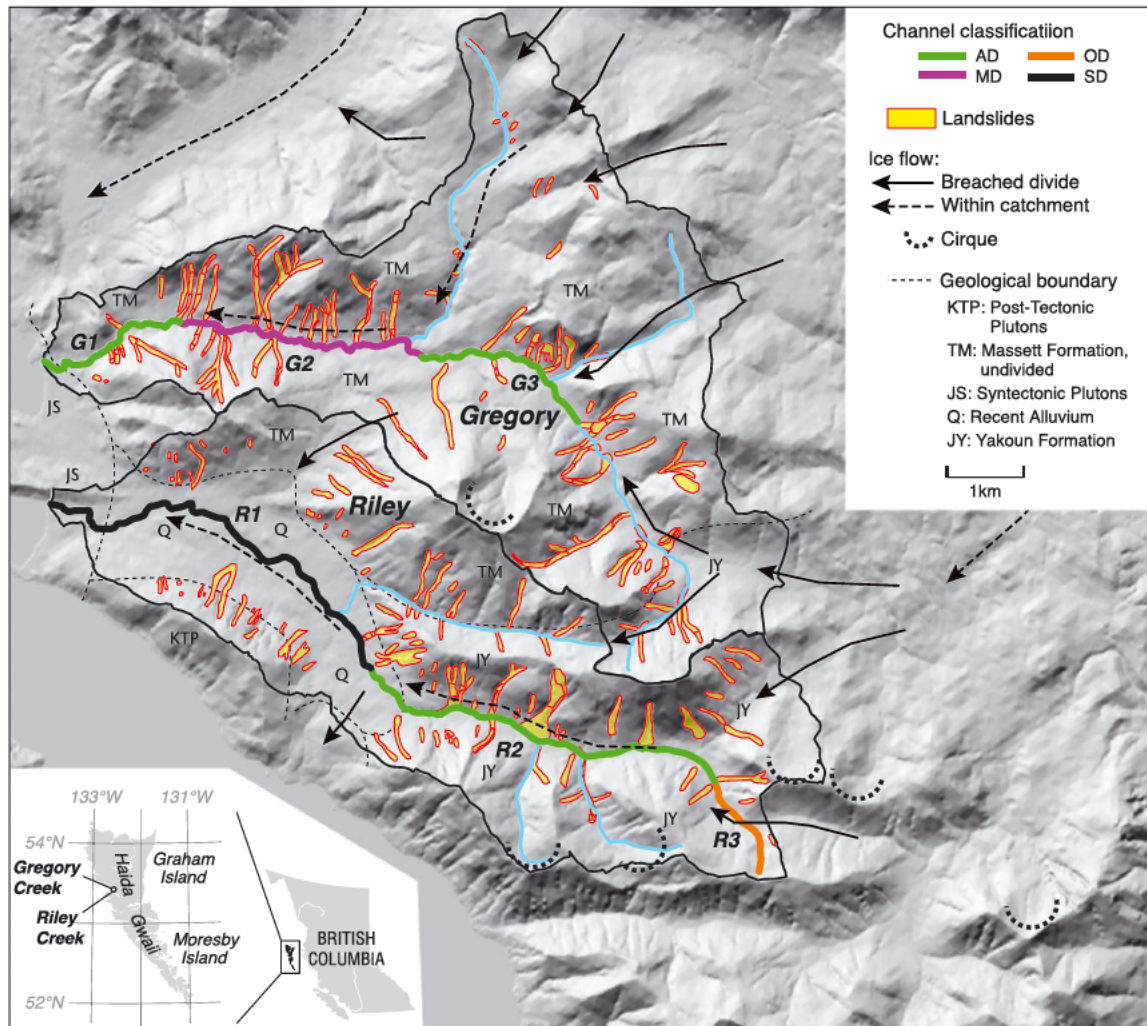 Channel classification
AD
OD
MD
SD
Landslides
Ice flow:
Breached divide
Within catchment
Cirque
Geological boundary
KTP: Post-Tectonic
Plutons
TM: Massett Formation,
undivided
JS: Syntectonic Plutons
Q: Recent Alluvium
JY: Yakoun Formation
1km
TM
TM
TM
G1
G2
TM
G3
Gregory
JS
TM
TM
JS
Riley
R1
Q
Q
TM
TM
JY
KTP
Q
JY
JY
R2
JY
JY
R3
133°W
131°W
54°N
Gregory
Creek
Riley
Creek
Haida
Gwaii
Graham
Island
Moresby
Island
52°N
BRITISH
COLUMBIA